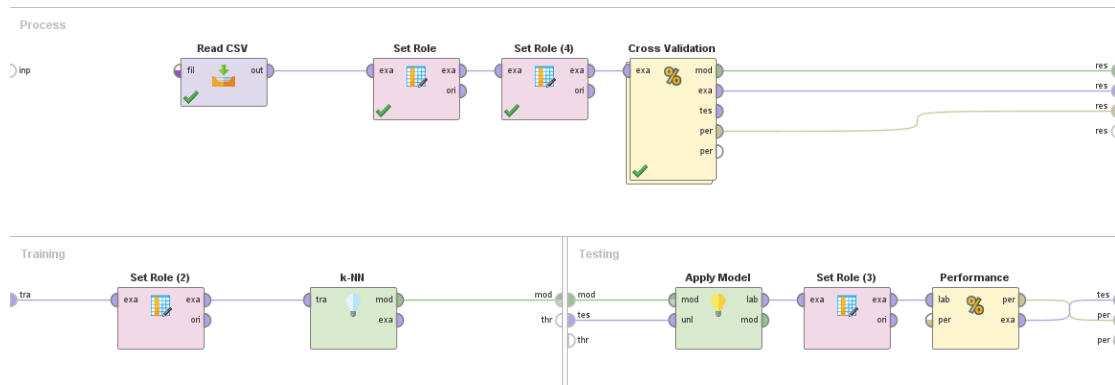 Process
Read CSV Set Role Set Role (4) Cross Validation
inp fil out exa exa exa exa exa mod res
ori ori exa res
tes res
per res
per
Training Testing
Set Role (2) k-NN Apply Model Set Role (3) Performance
tra exa exa tra mod mod mod mod lab exa exa lab per tes
ori exa thr tes unl mod ori per exa per
thr per